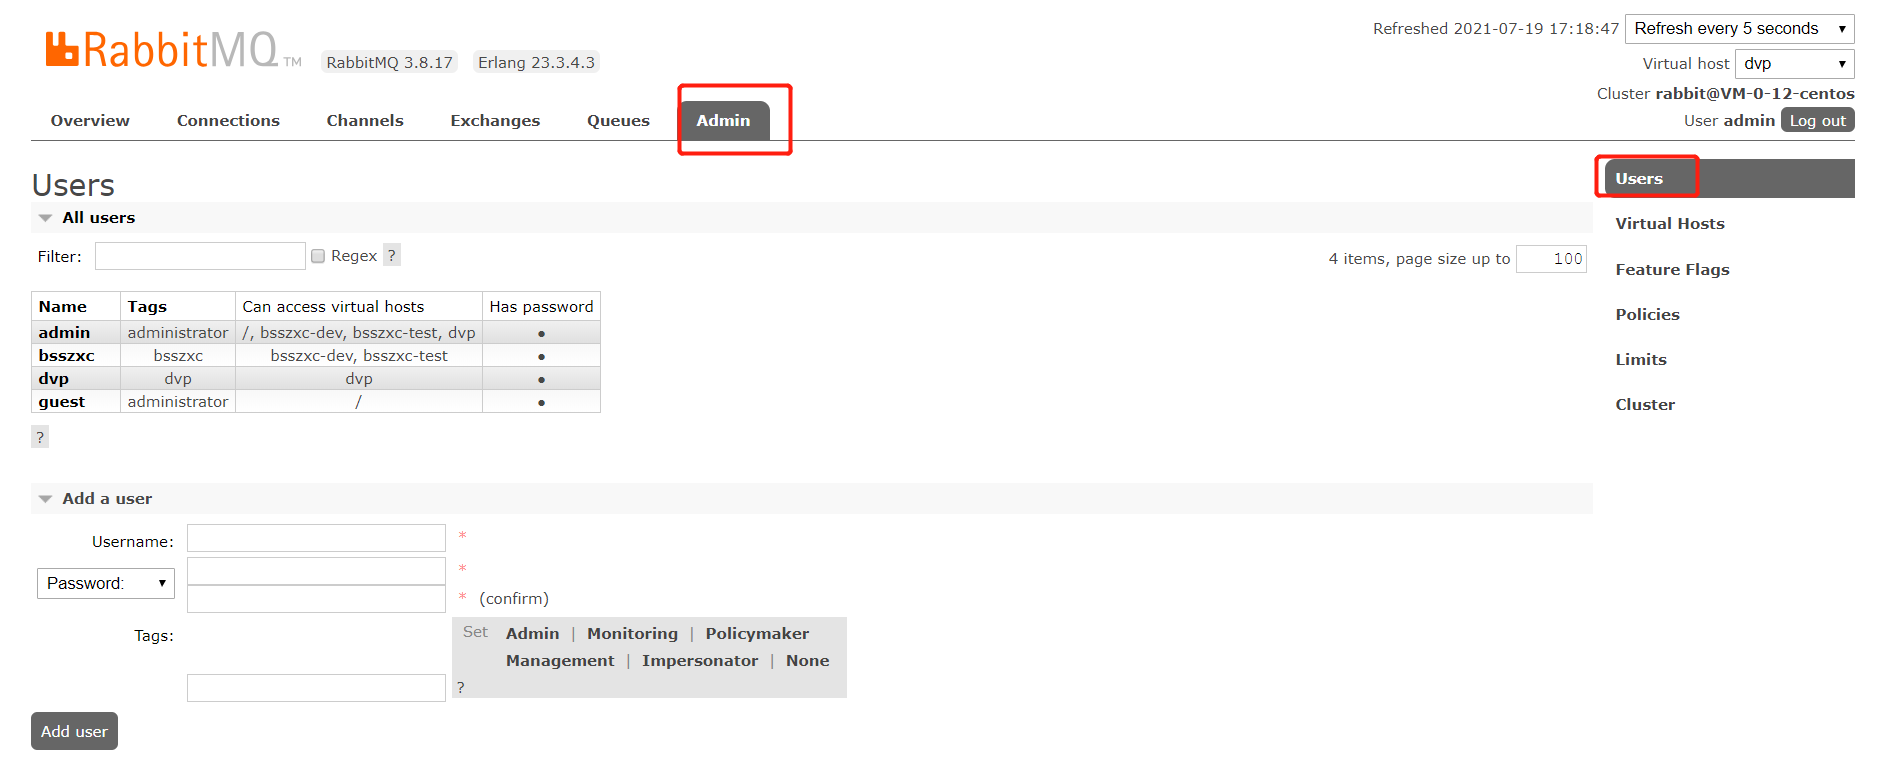 Refreshed 2021-07-19 17:18:47 Refresh every 5 seconds
RabbitMQ TM RabbitMQ 3.8.17 Erlang 23.3.4.3
Virtual host dvp
Cluster rabbit@VM-0-12-centos
User admin Log out
Overview Connections Channels Exchanges Queues Admin
Users
All users
Filter: Regex ?
4 items, page size up to 100
Name Tags Can access virtual hosts Has password
admin administrator /, bsszxc-dev, bsszxc-test, dvp ●
bsszxc bsszxc bsszxc-dev, bsszxc-test ●
dvp dvp dvp ●
guest administrator / ●
?
Add a user
Username: *
Password: *
* (confirm)
Tags:
Set Admin | Monitoring | Policymaker
Management | Impersonator | None
?
Add user
Users
Virtual Hosts
Feature Flags
Policies
Limits
Cluster